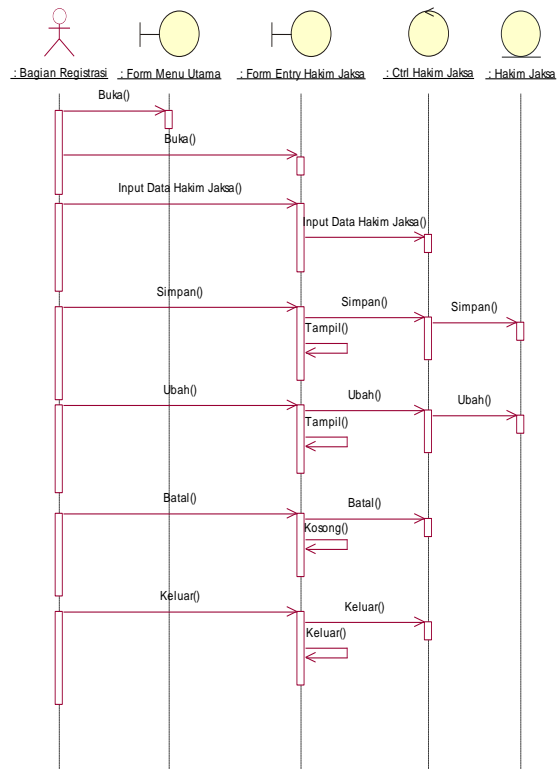 : Bagian Registrasi
: Form Menu Utama
: Form Entry Hakim Jaksa
: Ctrl Hakim Jaksa
: Hakim Jaksa
Buka()
Buka()
Input Data Hakim Jaksa()
Input Data Hakim Jaksa()
Simpan()
Simpan()
Simpan()
Tampil()
Ubah()
Ubah()
Ubah()
Tampil()
Batal()
Batal()
Kosong()
Keluar()
Keluar()
Keluar()